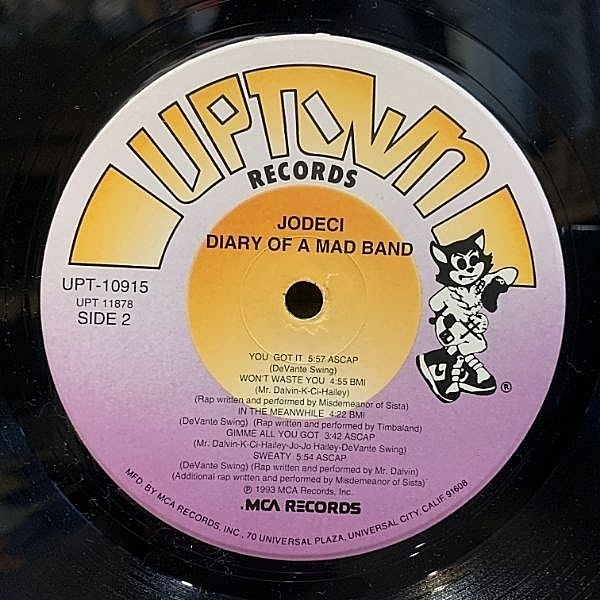 UPTOWN
RECORDS
JODECI
DIARY OF A MAD BAND
UPT-10915
UPT 11878
SIDE 2
YOU GOT IT 5:57 ASCAP
(DeVante Swing)
WON'T WASTE YOU 4:55 BMI
(Mr. Dalvin-K-Ci-Hailey)
(Rap written and performed by Misdemeanor of Sista)
IN THE MEANWHILE 4:22 BMI
(DeVante Swing) (Rap written and performed by Timbaland)
GIMME ALL YOU GOT 3:42 ASCAP
(Mr. Dalvin-K-Ci-Hailey-Jo-Jo Hailey-DeVante Swing)
SWEATY 5:54 ASCAP
(DeVante Swing) (Rap written and performed by Mr. Dalvin)
(Additional rap written and performed by Misdemeanor of Sista)
℗ 1993 MCA Records, Inc.
MCA RECORDS
MFD. BY MCA RECORDS, INC., 70 UNIVERSAL PLAZA, UNIVERSAL CITY, CALIF. 91608
®